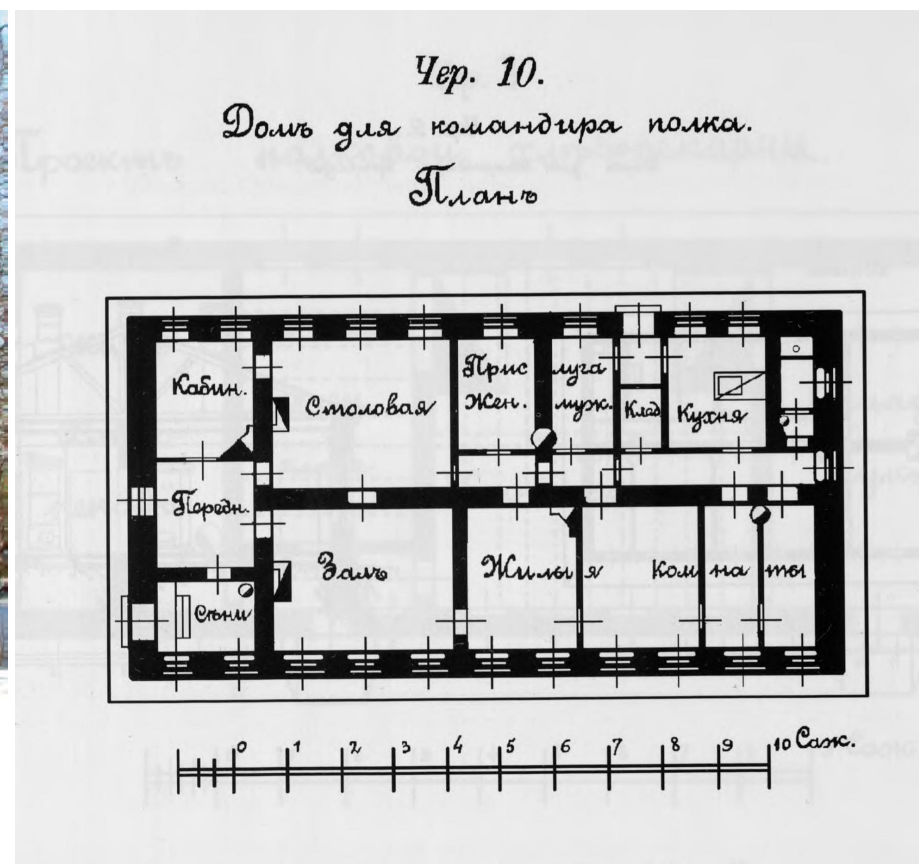 Чер. 10.
Домъ для командира полка.
Планъ
Кабин.
Столовая
Прис луга
Жен. муж.
Клад.
Кухня
Передн.
Залъ
Жилыя комнаты
Сѣни
0 1 2 3 4 5 6 7 8 9 10 Саж.